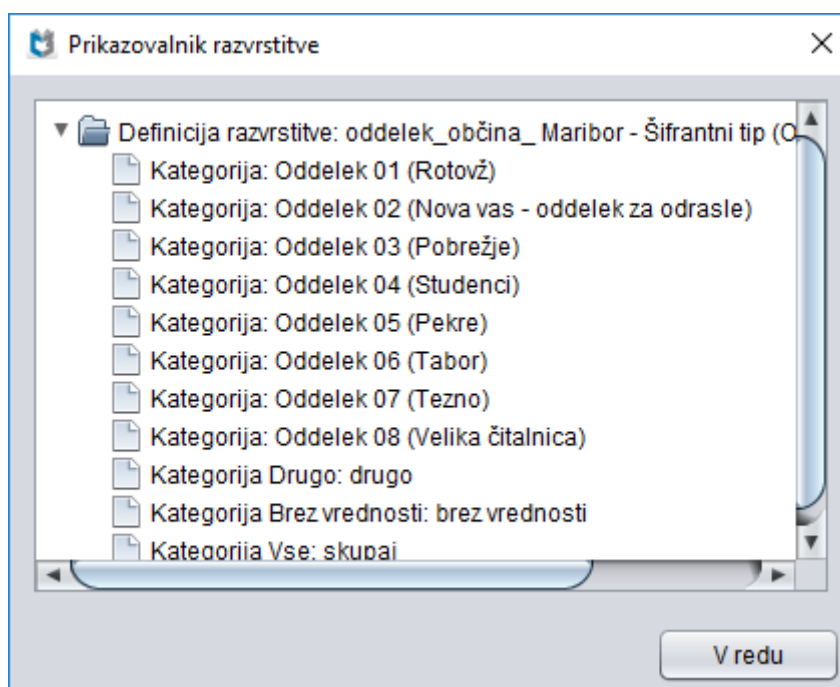 Prikazovalnik razvrstitve
Definicija razvrstitve: oddelek_občina_ Maribor - Šifrantni tip (O
Kategorija: Oddelek 01 (Rotovž)
Kategorija: Oddelek 02 (Nova vas - oddelek za odrasle)
Kategorija: Oddelek 03 (Pobrežje)
Kategorija: Oddelek 04 (Studenci)
Kategorija: Oddelek 05 (Pekre)
Kategorija: Oddelek 06 (Tabor)
Kategorija: Oddelek 07 (Tezno)
Kategorija: Oddelek 08 (Velika čitalnica)
Kategorija Drugo: drugo
Kategorija Brez vrednosti: brez vrednosti
Kategorija Vse: skupaj
V redu